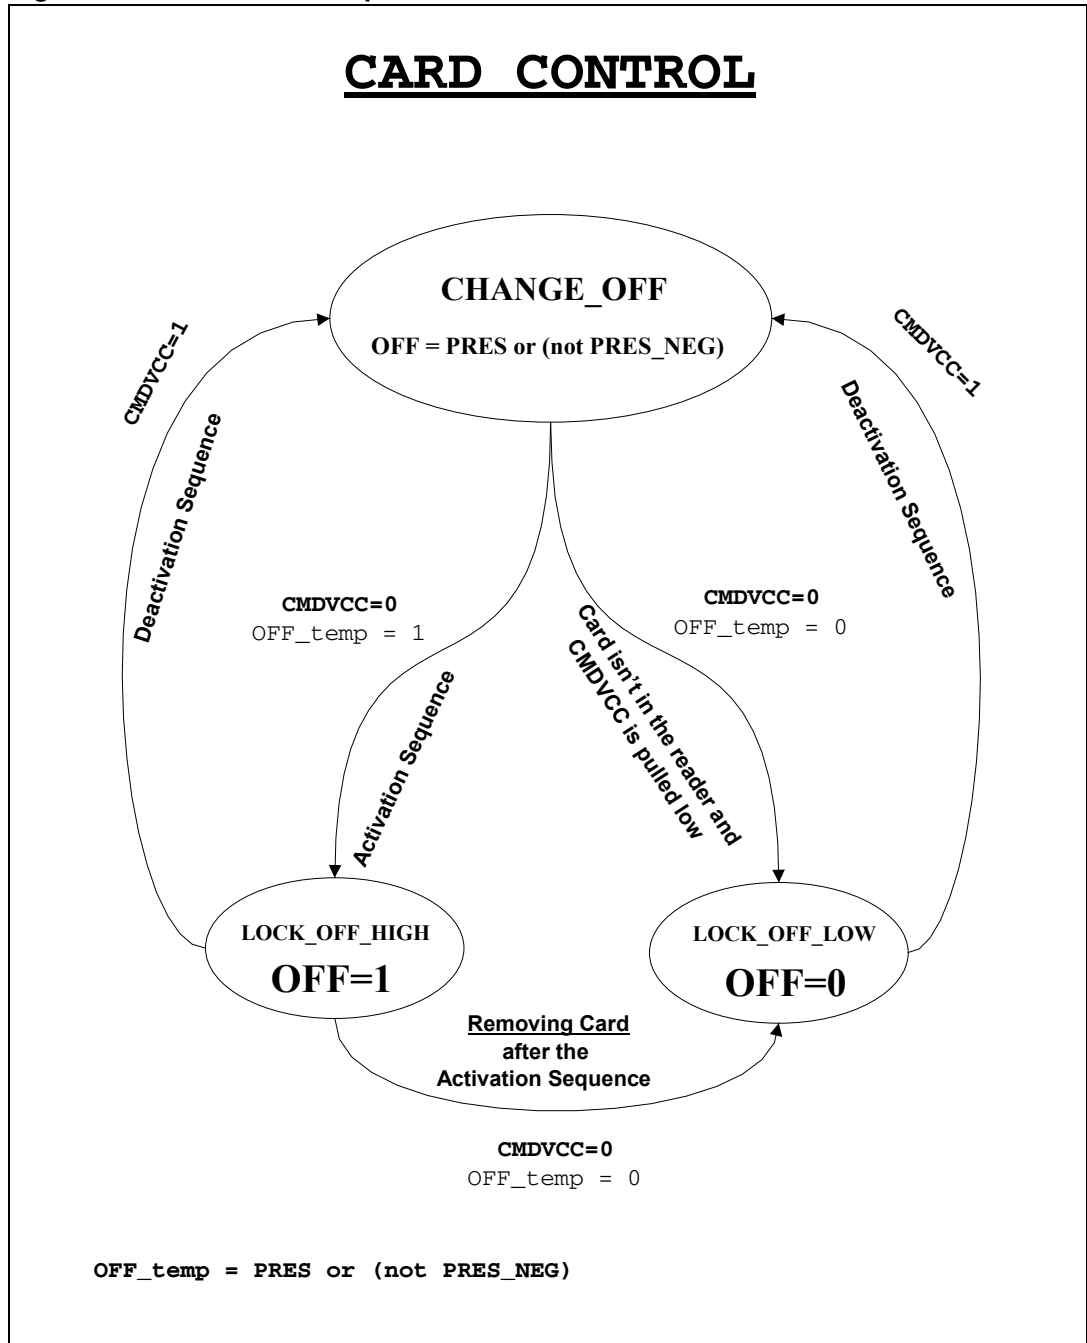 CARD CONTROL
CHANGE_OFF
OFF = PRES or (not PRES_NEG)
CMDVCC=1
Deactivation Sequence
CMDVCC=1
Deactivation Sequence
CMDVCC=0
OFF_temp = 1
Activation Sequence
CMDVCC=0
OFF_temp = 0
Card isn't in the reader and
CMDVCC is pulled low
LOCK_OFF_HIGH
OFF=1
LOCK_OFF_LOW
OFF=0
Removing Card
after the
Activation Sequence
CMDVCC=0
OFF_temp = 0
OFF_temp = PRES or (not PRES_NEG)